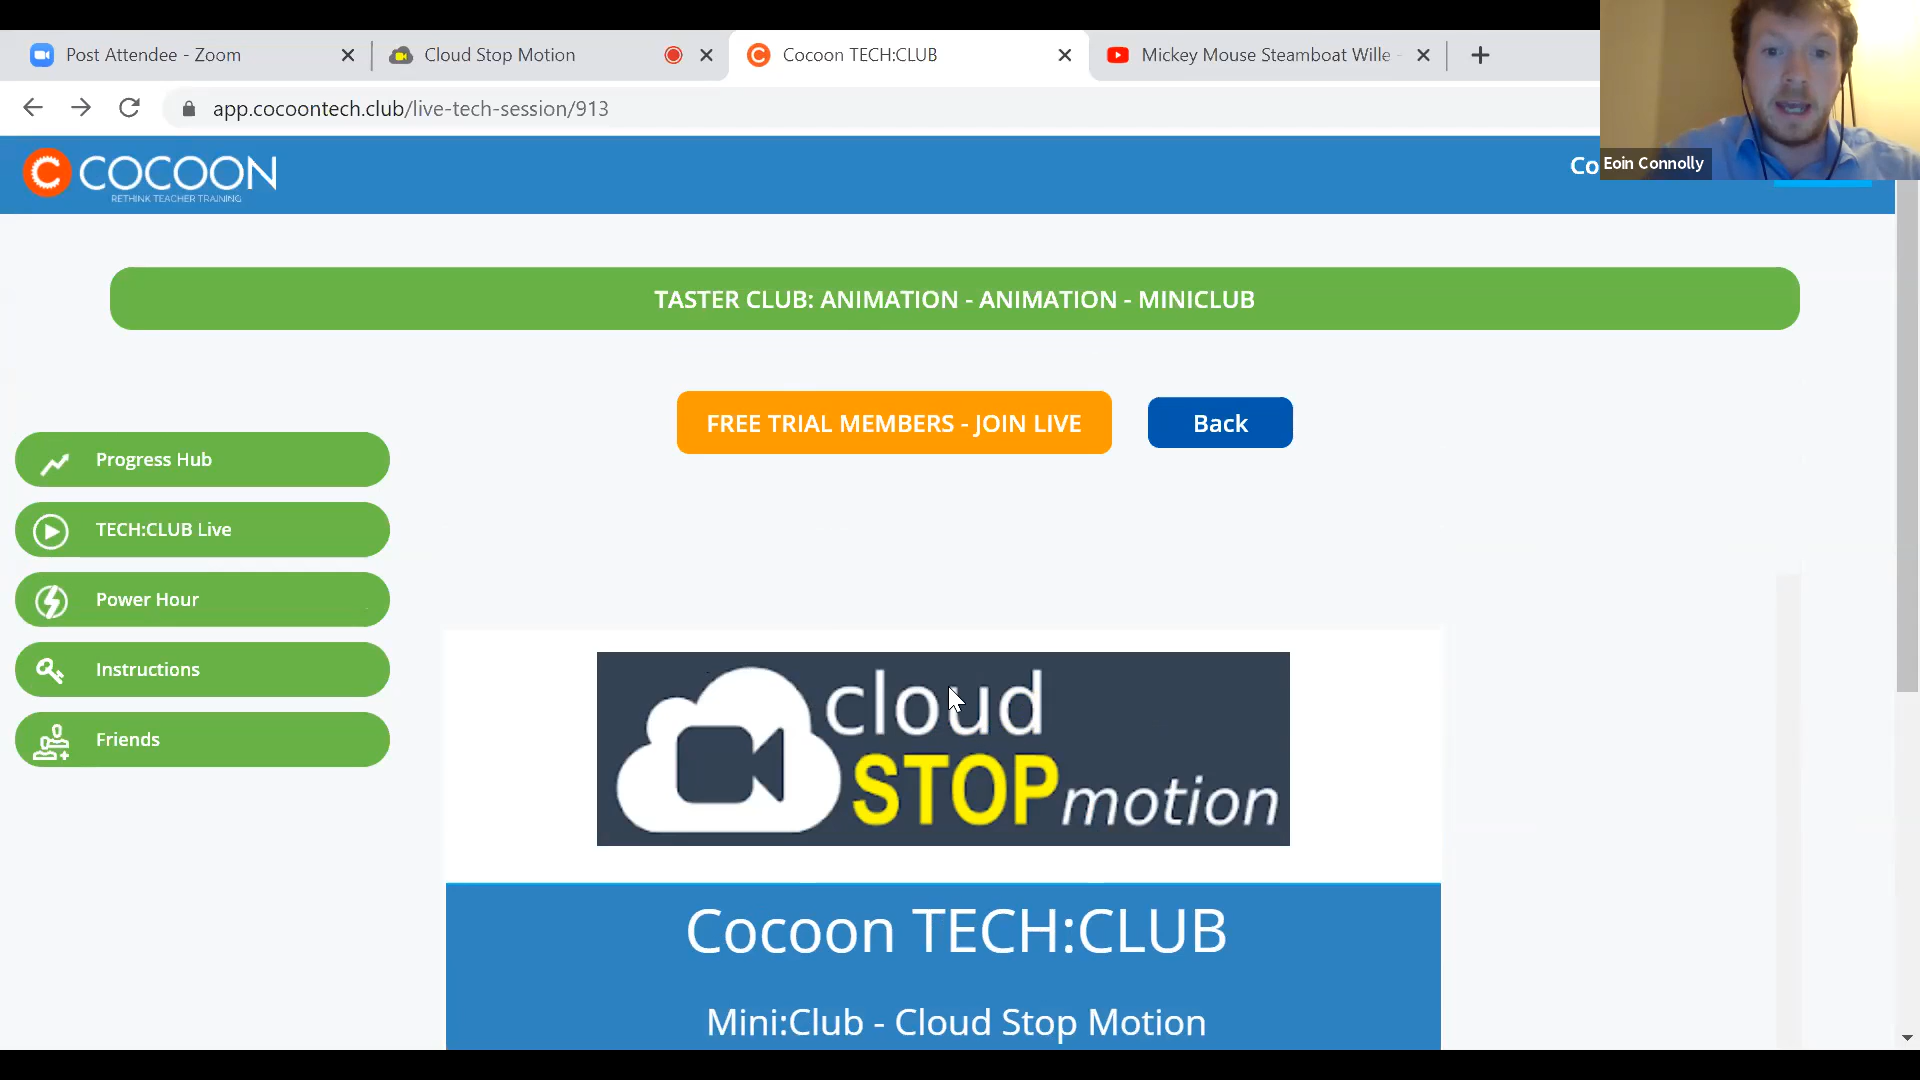 Post Attendee - Zoom
Cloud Stop Motion
Cocoon TECH:CLUB
Mickey Mouse Steamboat Wille -
app.cocoontech.club/live-tech-session/913
C COCOON
RETHINK TEACHER TRAINING
Co
Eoin Connolly
TASTER CLUB: ANIMATION - ANIMATION - MINICLUB
FREE TRIAL MEMBERS - JOIN LIVE
Back
Progress Hub
TECH:CLUB Live
Power Hour
Instructions
Friends
cloud
STOPmotion
Cocoon TECH:CLUB
Mini:Club - Cloud Stop Motion